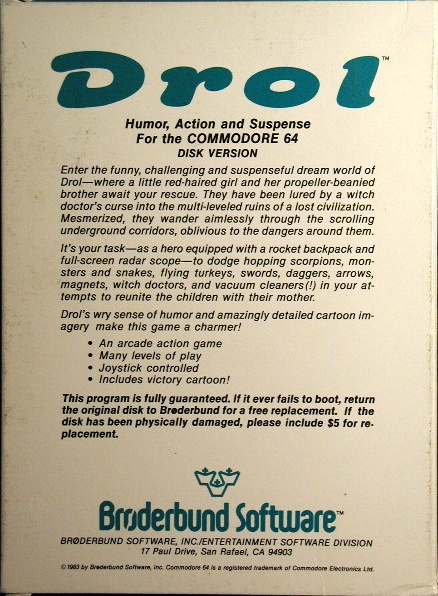 Drol™
Humor, Action and Suspense
For the COMMODORE 64
DISK VERSION
Enter the funny, challenging and suspenseful dream world of
Drol—where a little red-haired girl and her propeller-beanied
brother await your rescue. They have been lured by a witch
doctor's curse into the multi-leveled ruins of a lost civilization.
Mesmerized, they wander aimlessly through the scrolling
underground corridors, oblivious to the dangers around them.
It's your task—as a hero equipped with a rocket backpack and
full-screen radar scope—to dodge hopping scorpions, mon-
sters and snakes, flying turkeys, swords, daggers, arrows,
magnets, witch doctors, and vacuum cleaners(!) in your at-
tempts to reunite the children with their mother.
Drol's wry sense of humor and amazingly detailed cartoon im-
agery make this game a charmer!
• An arcade action game
• Many levels of play
• Joystick controlled
• Includes victory cartoon!
This program is fully guaranteed. If it ever fails to boot, return
the original disk to Brøderbund for a free replacement. If the
disk has been physically damaged, please include $5 for re-
placement.
Brøderbund Software™
BRØDERBUND SOFTWARE, INC./ENTERTAINMENT SOFTWARE DIVISION
17 Paul Drive, San Rafael, CA 94903
©1983 by Brøderbund Software, Inc. Commodore 64 is a registered trademark of Commodore Electronics Ltd.